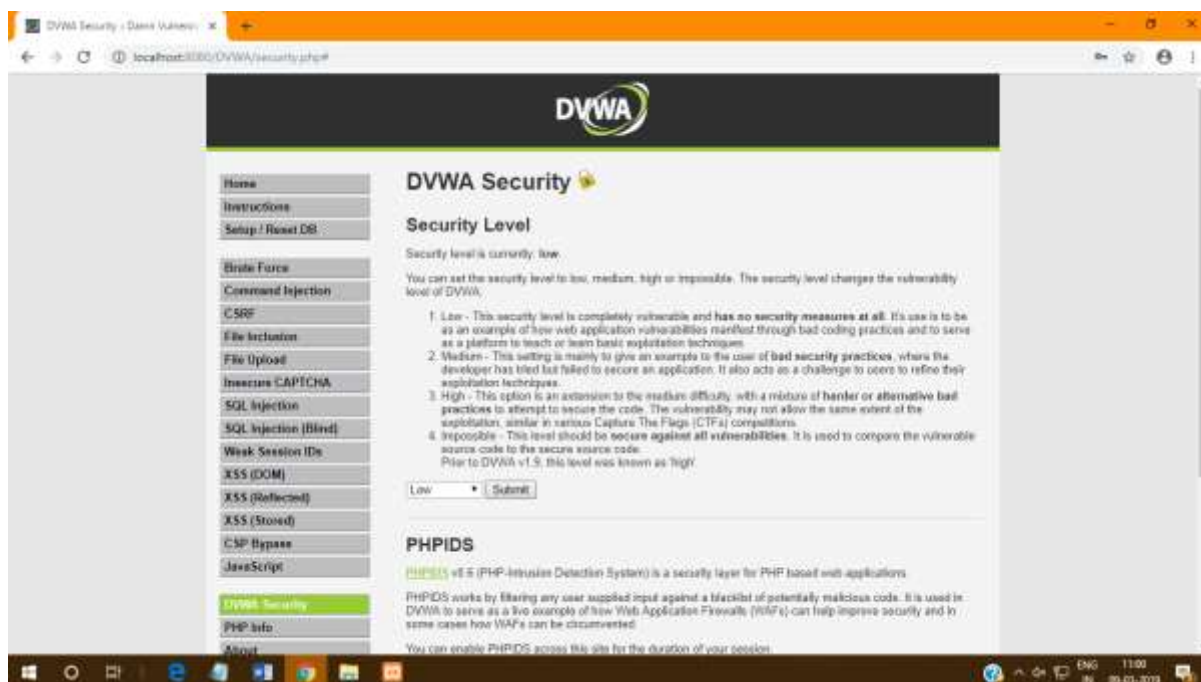 DVWA Security :: Damn Vulnera
localhost:8080/DVWA/security.php#
DVWA
Home
Instructions
Setup / Reset DB
Brute Force
Command Injection
CSRF
File Inclusion
File Upload
Insecure CAPTCHA
SQL Injection
SQL Injection (Blind)
Weak Session IDs
XSS (DOM)
XSS (Reflected)
XSS (Stored)
CSP Bypass
JavaScript
DVWA Security
PHP Info
About
DVWA Security
Security Level
Security level is currently: low.
You can set the security level to low, medium, high or impossible. The security level changes the vulnerability
level of DVWA:
1. Low - This security level is completely vulnerable and has no security measures at all. It's use is to be
as an example of how web application vulnerabilities manifest through bad coding practices and to serve
as a platform to teach or learn basic exploitation techniques.
2. Medium - This setting is mainly to give an example to the user of bad security practices, where the
developer has tried but failed to secure an application. It also acts as a challenge to users to refine their
exploitation techniques.
3. High - This option is an extension to the medium difficulty, with a mixture of harder or alternative bad
practices to attempt to secure the code. The vulnerability may not allow the same extent of the
exploitation, similar in various Capture The Flags (CTFs) competitions.
4. Impossible - This level should be secure against all vulnerabilities. It is used to compare the vulnerable
source code to the secure source code.
Prior to DVWA v1.9, this level was known as 'high'.
Low Submit
PHPIDS
PHPIDS v0.6 (PHP-Intrusion Detection System) is a security layer for PHP based web applications.
PHPIDS works by filtering any user supplied input against a blacklist of potentially malicious code. It is used in
DVWA to serve as a live example of how Web Application Firewalls (WAFs) can help improve security and in
some cases how WAFs can be circumvented.
You can enable PHPIDS across this site for the duration of your session.
ENG
IN
11:00
09-03-2019